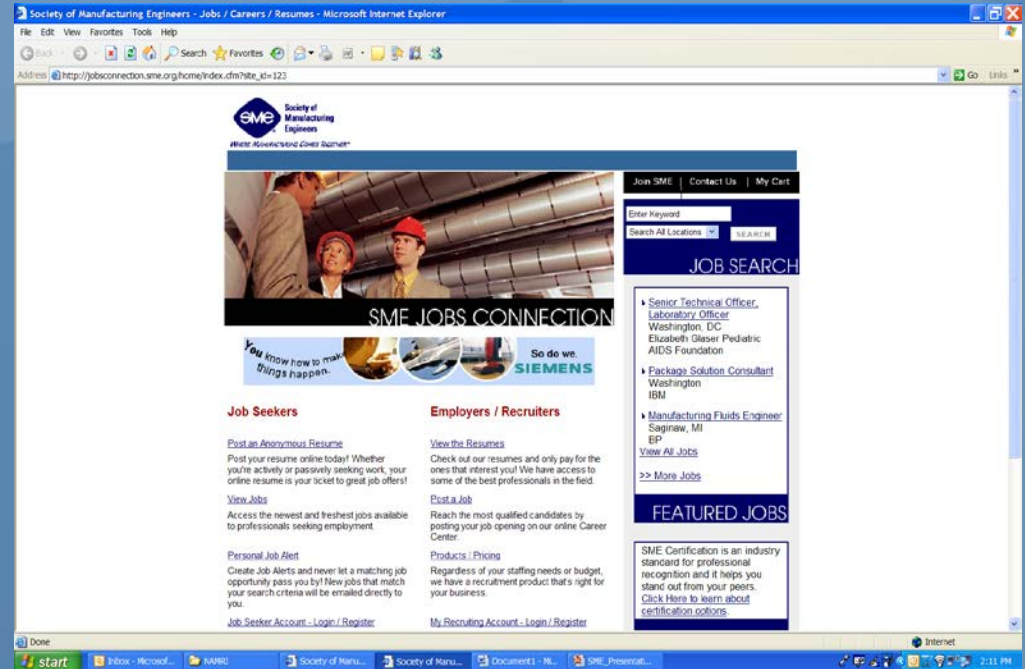 Society of Manufacturing Engineers - Jobs / Careers / Resumes - Microsoft Internet Explorer
File Edit View Favorites Tools Help
Back Search Favorites
Address http://jobsconnection.sme.org/home/index.cfm?site_id=123 Go Links
SME Society of
Manufacturing
Engineers
Where Manufacturing Comes Together
Join SME | Contact Us | My Cart
Enter Keyword
Search All Locations SEARCH
JOB SEARCH
SME JOBS CONNECTION
You know how to make
things happen.
So do we.
SIEMENS
Job Seekers
Post an Anonymous Resume
Post your resume online today! Whether
you're actively or passively seeking work, your
online resume is your ticket to great job offers!
View Jobs
Access the newest and freshest jobs available
to professionals seeking employment
Personal Job Alert
Create Job Alerts and never let a matching job
opportunity pass you by! New jobs that match
your search criteria will be emailed directly to
you.
Job Seeker Account - Login / Register
Employers / Recruiters
View the Resumes
Check out our resumes and only pay for the
ones that interest you! We have access to
some of the best professionals in the field.
Post a Job
Reach the most qualified candidates by
posting your job opening on our online Career
Center.
Products / Pricing
Regardless of your staffing needs or budget,
we have a recruitment product that's right for
your business.
My Recruiting Account - Login / Register
Senior Technical Officer,
Laboratory Officer
Washington, DC
Elizabeth Glaser Pediatric
AIDS Foundation
Package Solution Consultant
Washington
IBM
Manufacturing Fluids Engineer
Saginaw, MI
BP
View All Jobs
>> More Jobs
FEATURED JOBS
SME Certification is an industry
standard for professional
recognition and it helps you
stand out from your peers.
Click Here to learn about
certification options.
Done Internet
start Inbox - Microsof... NAMRI Society of Manu... Society of Manu... Document1 - Mi... SME_Presentati... 2:11 PM